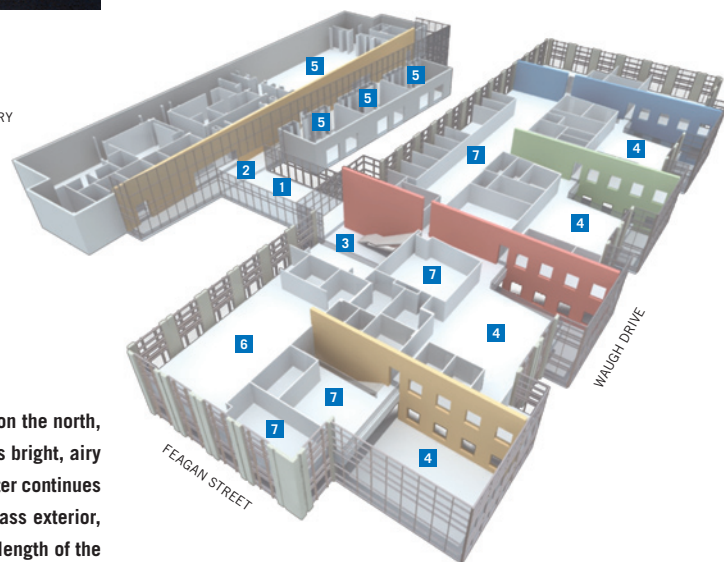 RY
5
5
5
5
2
1
7
4
4
3
7
4
6
7
7
4
WAUGH DRIVE
FEAGAN STREET
on the north,
s bright, airy
ter continues
ass exterior,
length of the